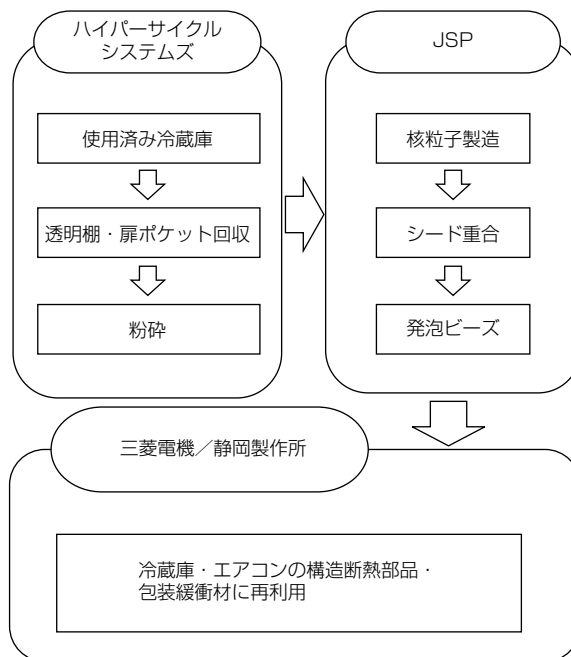 ハイパーサイクル
システムズ
使用済み冷蔵庫
透明棚・扉ポケット回収
粉砕
JSP
核粒子製造
シード重合
発泡ビーズ
三菱電機／静岡製作所
冷蔵庫・エアコンの構造断熱部品・
包装緩衝材に再利用